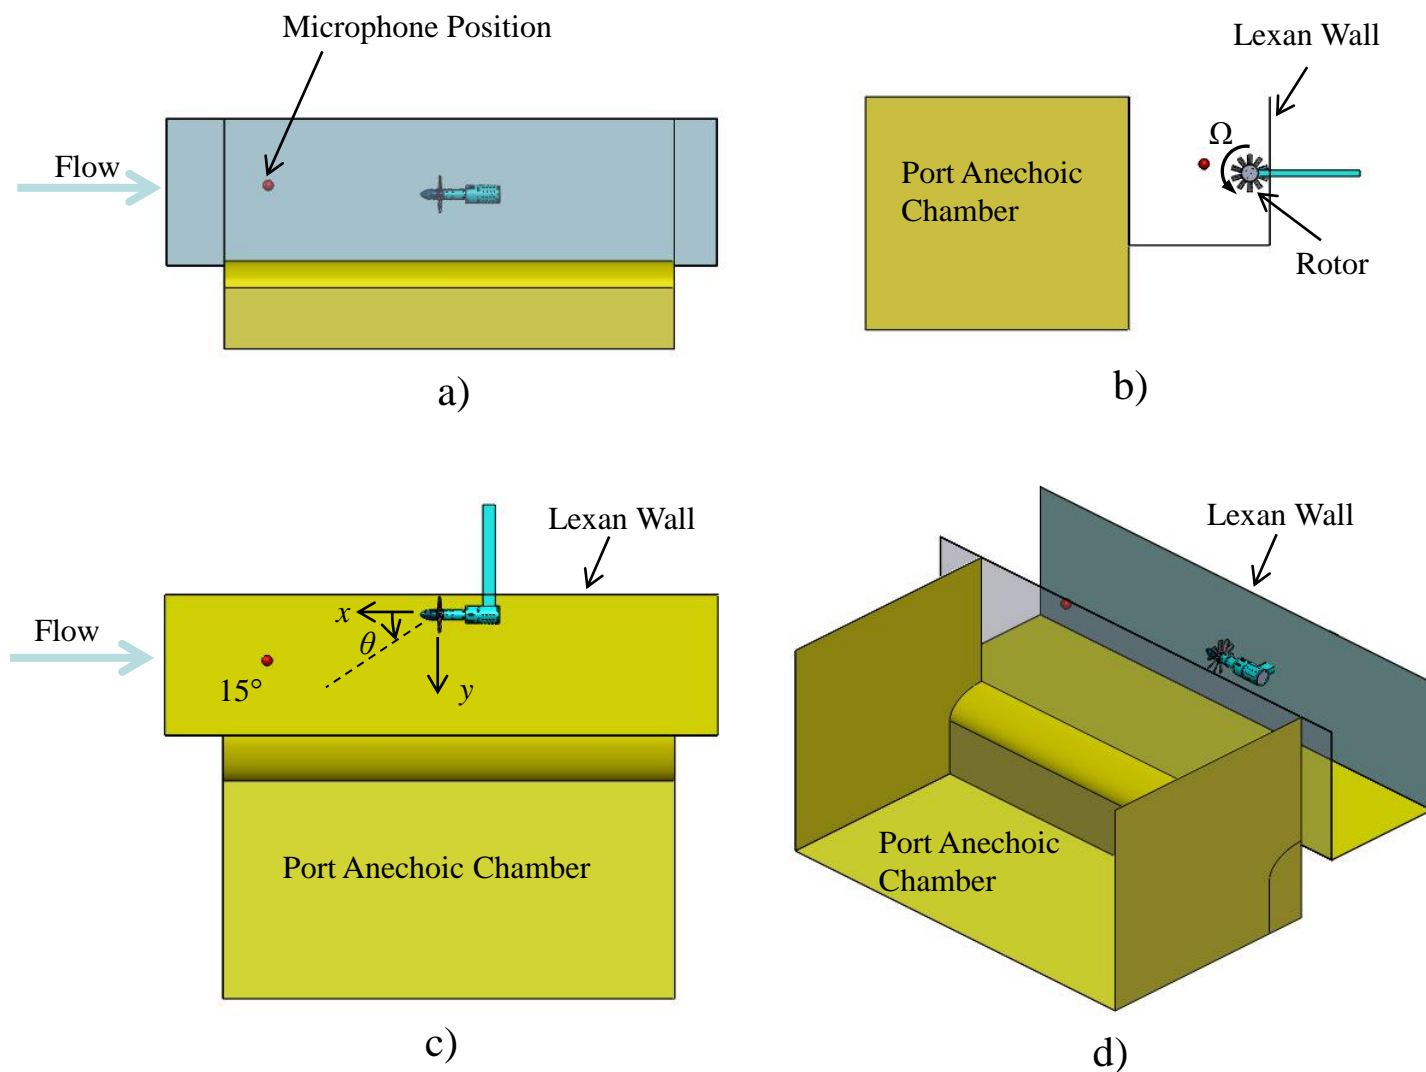 Microphone Position
Flow
a)
Lexan Wall
Ω
Port Anechoic
Chamber
Rotor
b)
Lexan Wall
Flow
x
θ
15°
y
Port Anechoic Chamber
c)
Lexan Wall
Port Anechoic
Chamber
d)